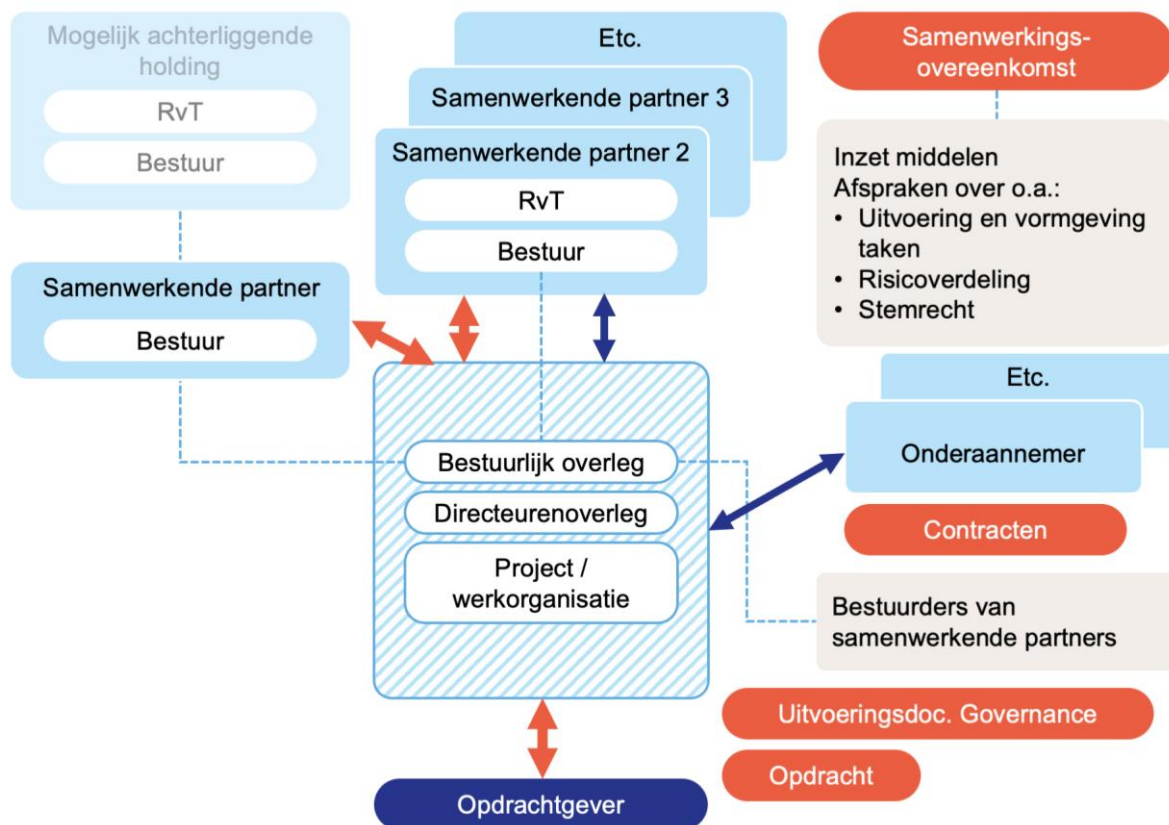 Mogelijk achterliggende
holding
RvT
Bestuur
Samenwerkende partner
Bestuur
Etc.
Samenwerkende partner 3
Samenwerkende partner 2
RvT
Bestuur
Samenwerkings-
overeenkomst
Inzet middelen
Afspraken over o.a.:
• Uitvoering en vormgeving
taken
• Risicoverdeling
• Stemrecht
Etc.
Onderaannemer
Contracten
Bestuurlijk overleg
Directeurenoverleg
Project /
werkorganisatie
Bestuurders van
samenwerkende partners
Uitvoeringsdoc. Governance
Opdracht
Opdrachtgever